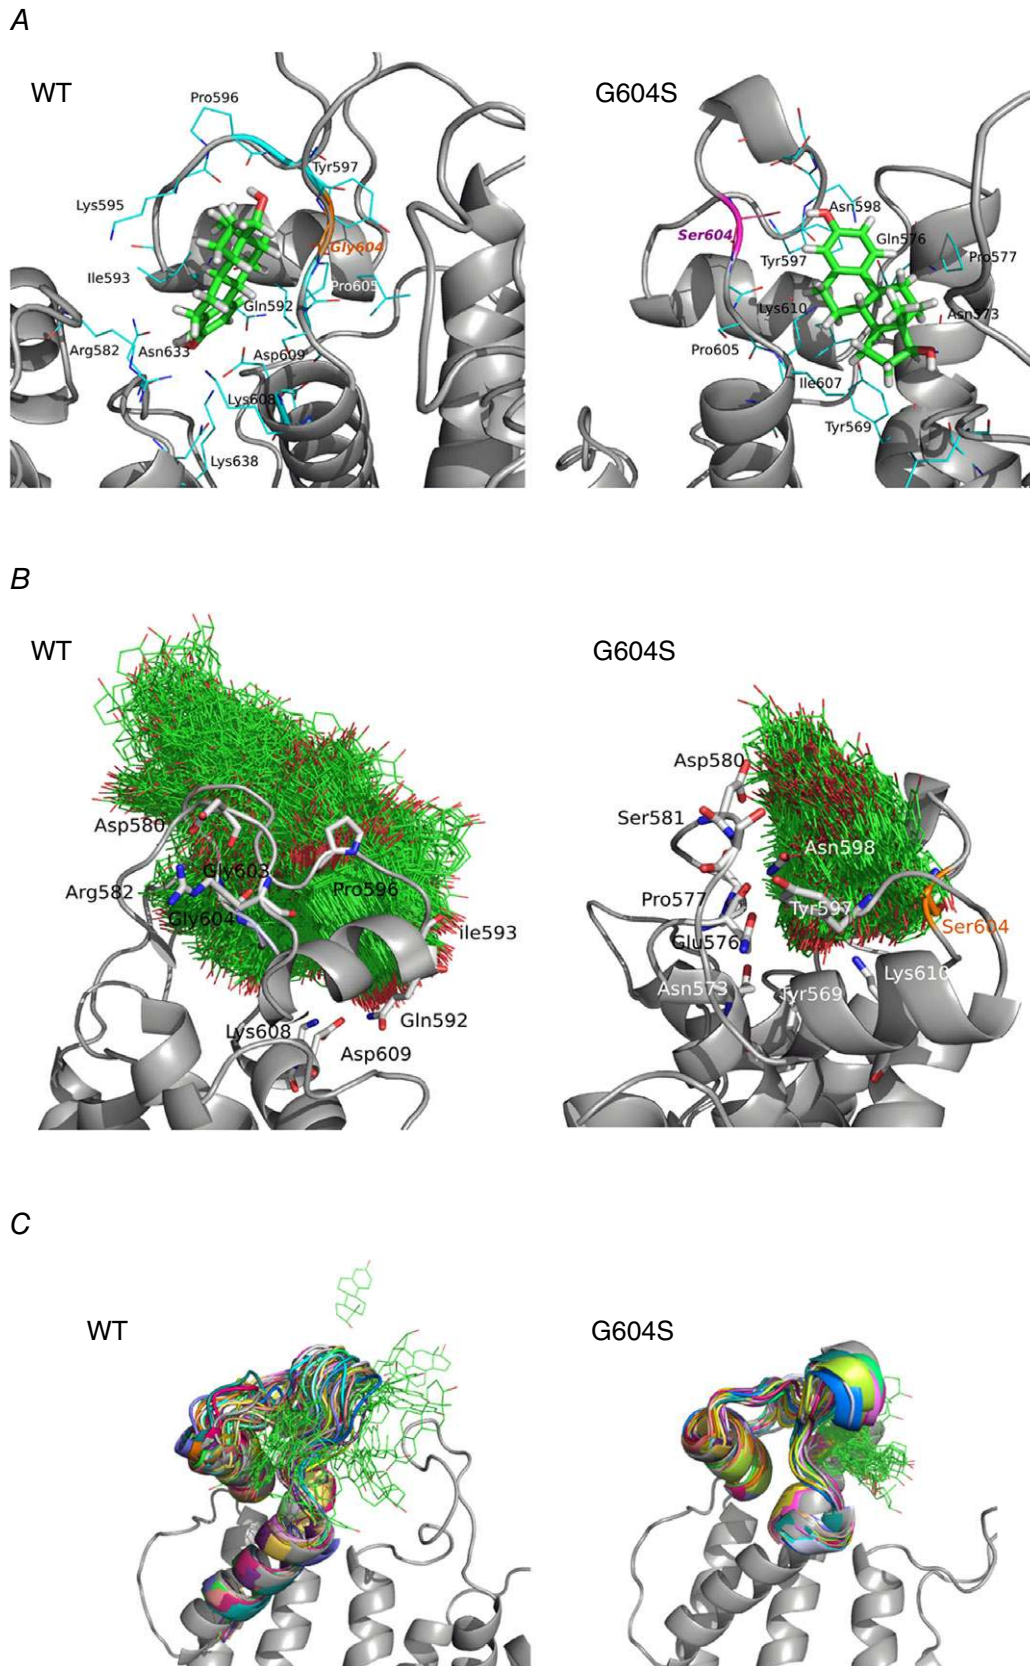 A
WT
G604S
Pro596
Tyr597
Lys595
Gly604
Ile593
Pro605
Gln592
Arg582
Asn633
Asp609
Lys608
Lys638
Asn598
Ser604
Gln576
Tyr597
Pro577
Lys610
Asn573
Pro605
Ile607
Tyr569
B
WT
G604S
Asp580
Gly603
Arg582
Pro596
Gly604
Ile593
Lys608
Gln592
Asp609
Asp580
Ser581
Asn598
Pro577
Tyr597
Ser604
Glu576
Lys610
Asn573
Tyr569
C
WT
G604S